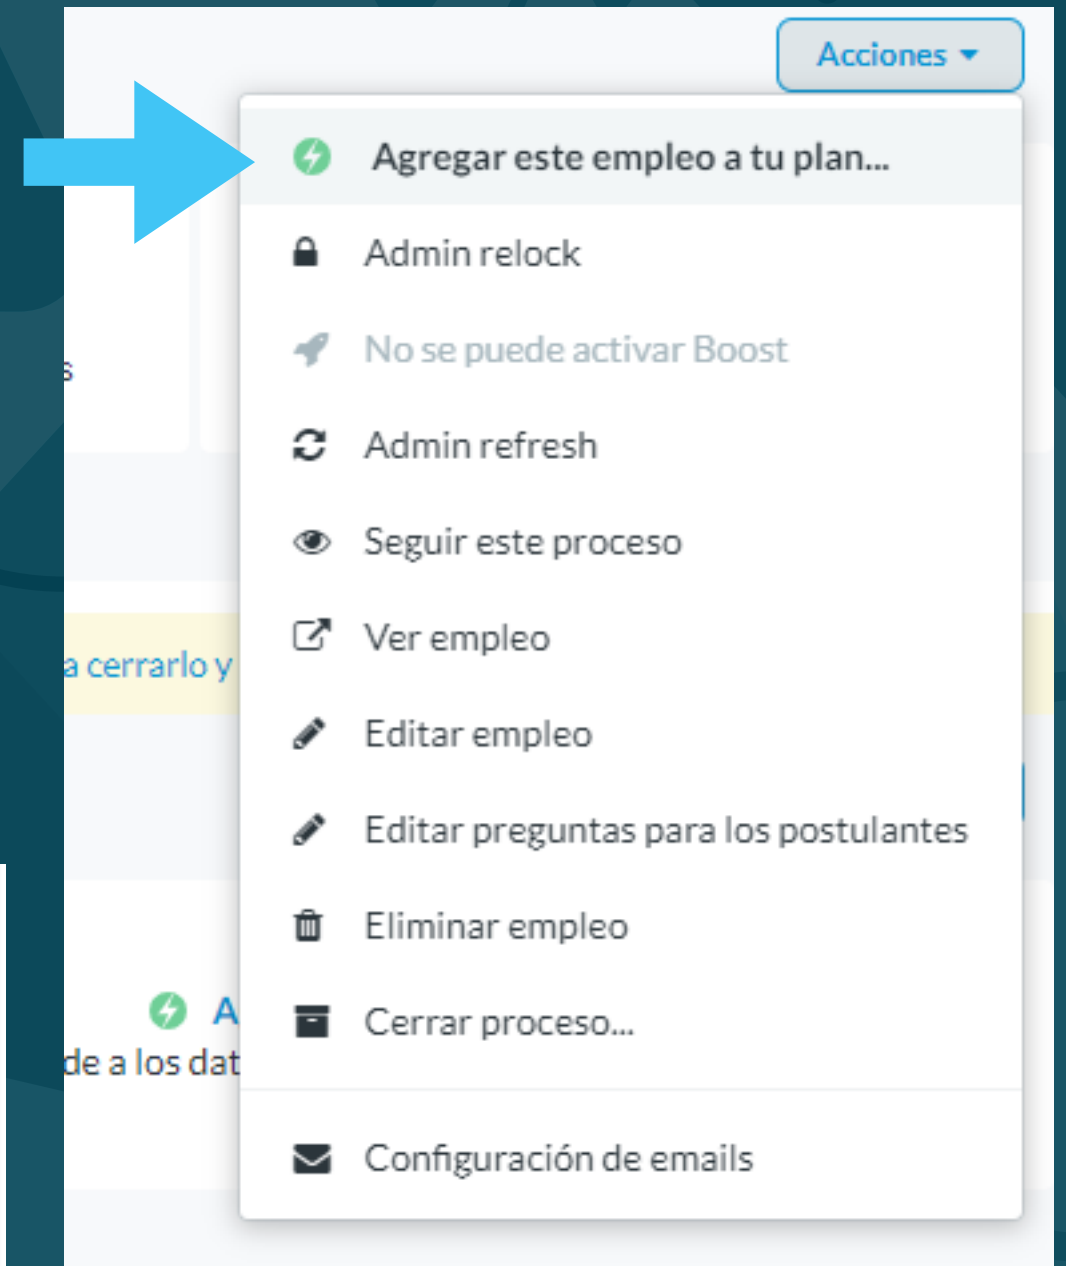 Acciones
Agregar este empleo a tu plan...
Admin relock
No se puede activar Boost
s
Admin refresh
Seguir este proceso
Ver empleo
a cerrarlo y
Editar empleo
Editar preguntas para los postulantes
Eliminar empleo
A
Cerrar proceso...
de a los dat
Configuración de emails